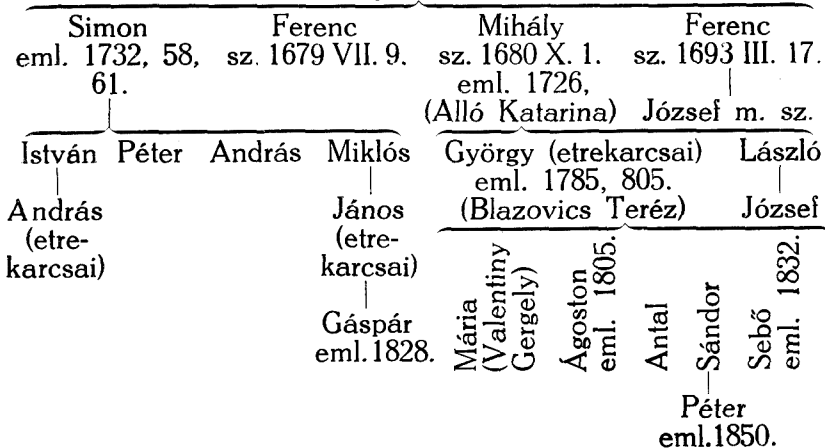 Simon Ferenc Mihály Ferenc
eml. 1732, 58, sz. 1679 VII. 9. sz. 1680 X. 1. sz. 1693 III. 17.
61. eml. 1726,
(Alló Katarina) József m. sz.
István Péter András Miklós György (etrekarcsai) László
eml. 1785, 805.
András János (Blazovics Teréz) József
(etre- (etre-
karcsai) karcsai)
Gáspár
eml. 1828.
Mária
(Valentiny
Gergely)
Ágoston
eml. 1805.
Antal
Sándor
Sebő
eml. 1832.
Péter
eml. 1850.